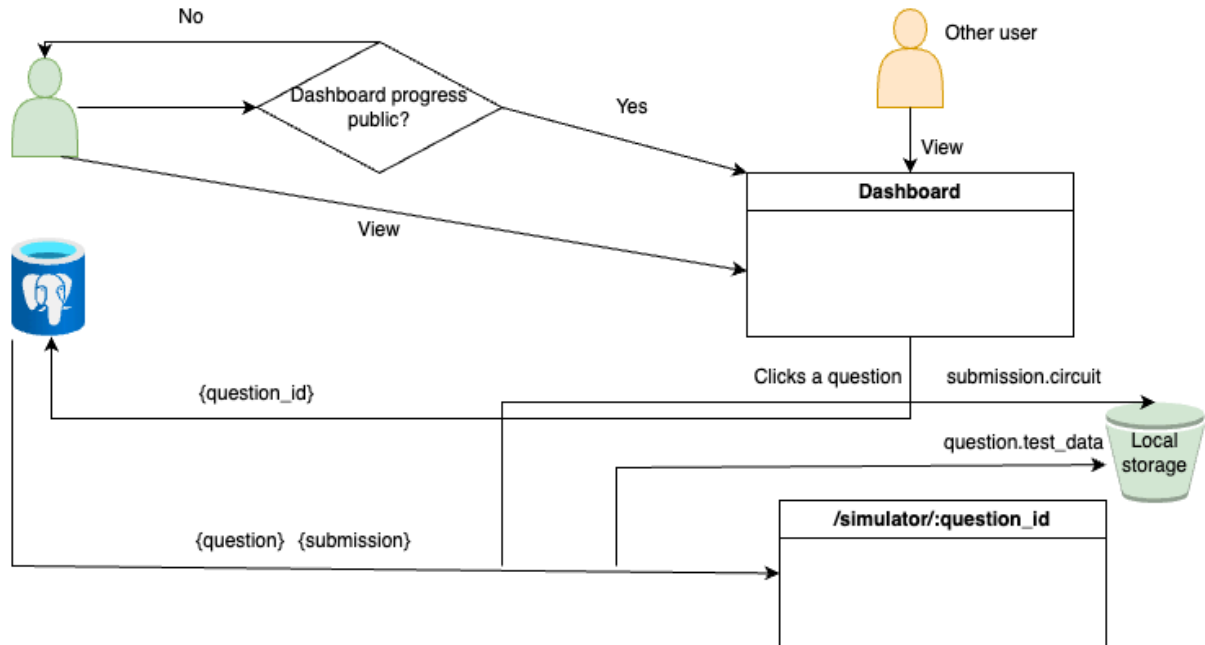 No
Other user
Dashboard progress
public?
Yes
View
Dashboard
View
Clicks a question
submission.circuit
{question_id}
question.test_data
Local
storage
/simulator/:question_id
{question} {submission}